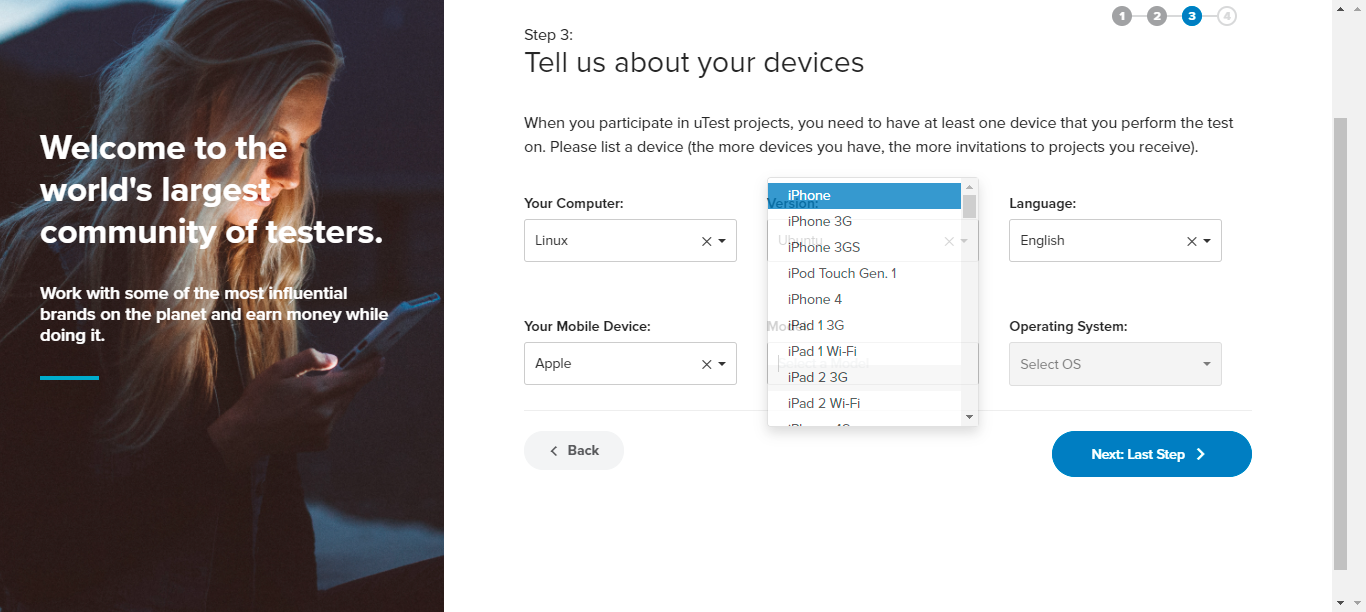 Welcome to the
world's largest
community of testers.
Work with some of the most influential
brands on the planet and earn money while
doing it.
1 2 3 4
Step 3:
Tell us about your devices
When you participate in uTest projects, you need to have at least one device that you perform the test
on. Please list a device (the more devices you have, the more invitations to projects you receive).
Your Computer:
Linux
Version:
Ubuntu
Language:
English
Your Mobile Device:
Apple
iPhone
iPhone 3G
iPhone 3GS
iPod Touch Gen. 1
iPhone 4
iPad 1 3G
iPad 1 Wi-Fi
iPad 2 3G
iPad 2 Wi-Fi
Operating System:
Select OS
Back
Next: Last Step